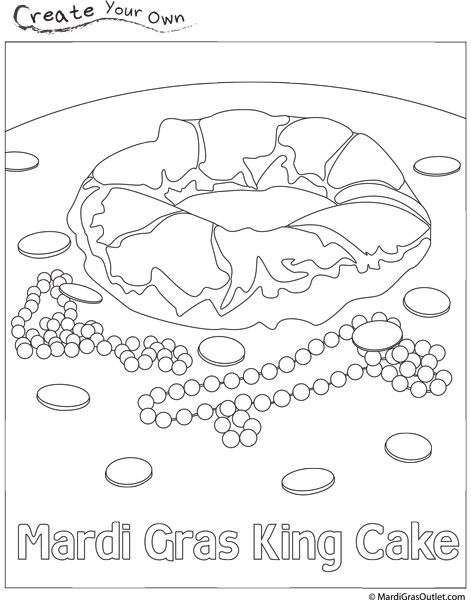 Create Your Own
Mardi Gras King Cake
© MardiGrasOutlet.com